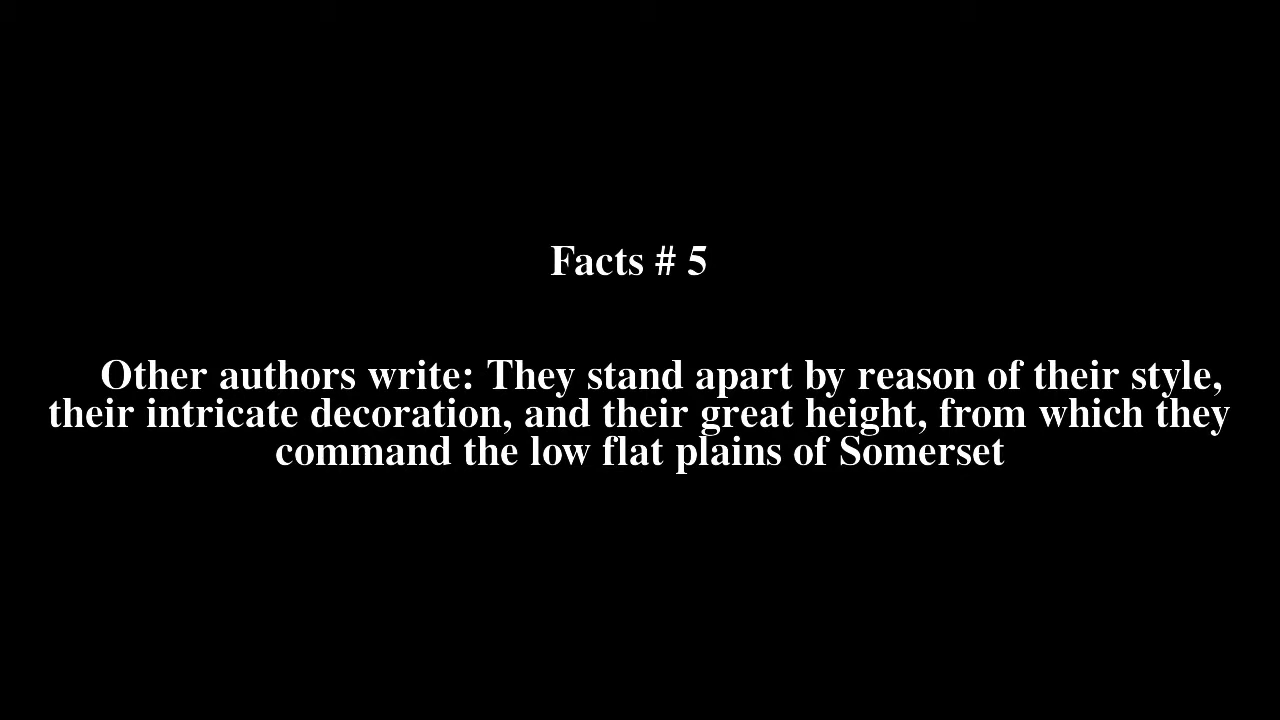 Facts # 5
Other authors write: They stand apart by reason of their style,
their intricate decoration, and their great height, from which they
command the low flat plains of Somerset